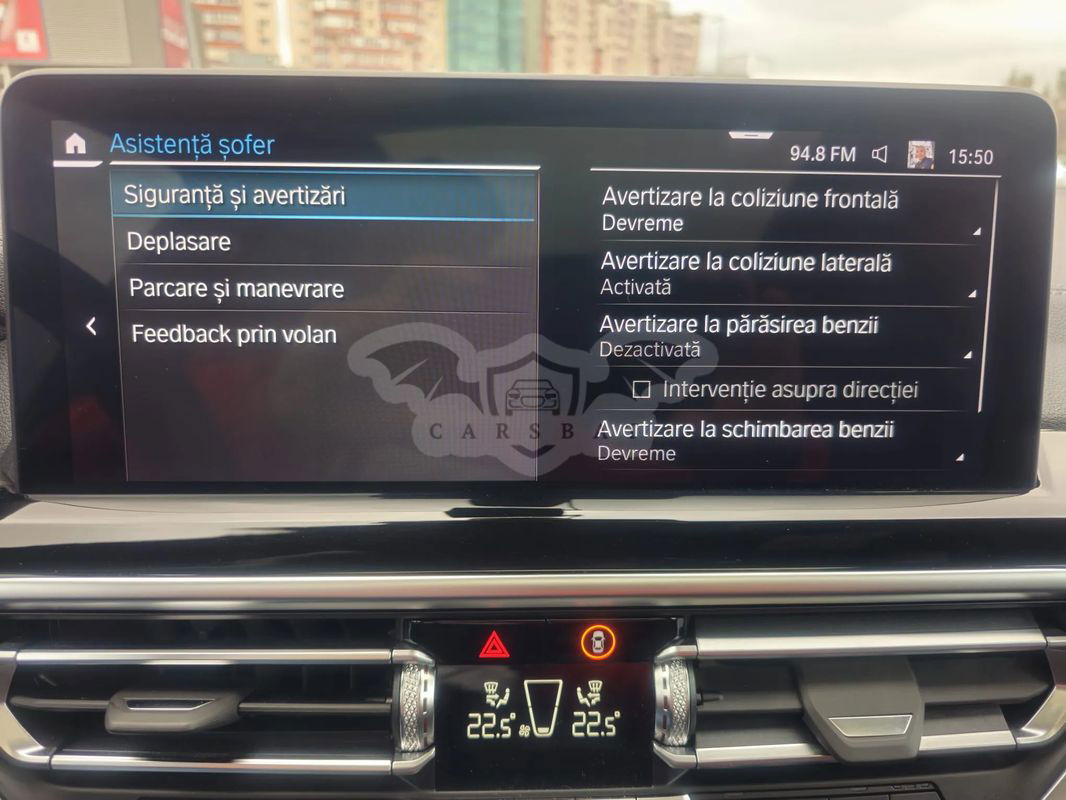 Asistență șofer
94.8 FM
15:50
Siguranță și avertizări
Deplasare
Parcare și manevrare
Feedback prin volan
Avertizare la coliziune frontală
Devreme
Avertizare la coliziune laterală
Activată
Avertizare la părăsirea benzii
Dezactivată
Intervenție asupra direcției
Avertizare la schimbarea benzii
Devreme
CARSBA
22.5°
22.5°